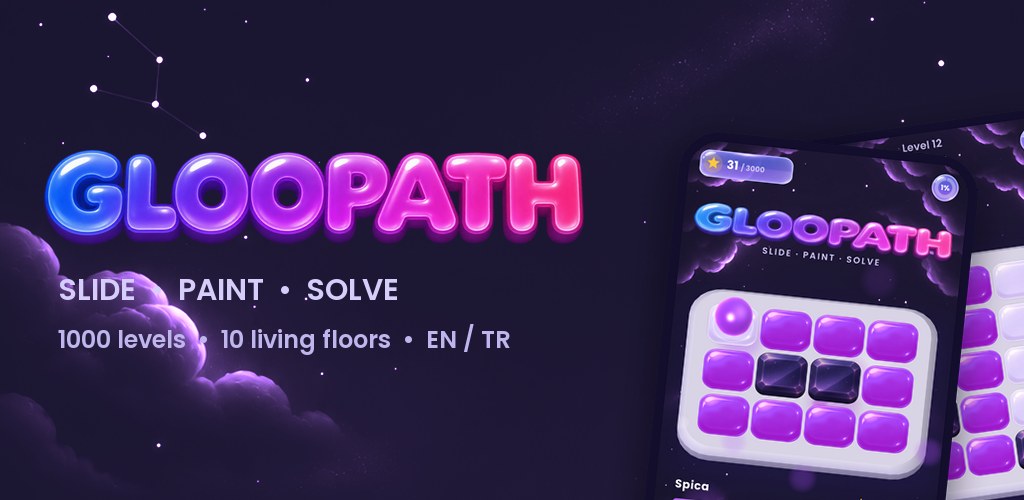 GLOOPATH
SLIDE • PAINT • SOLVE
1000 levels • 10 living floors • EN / TR
Level 12
31 / 3000
1%
GLOOPATH
SLIDE · PAINT · SOLVE
Spica